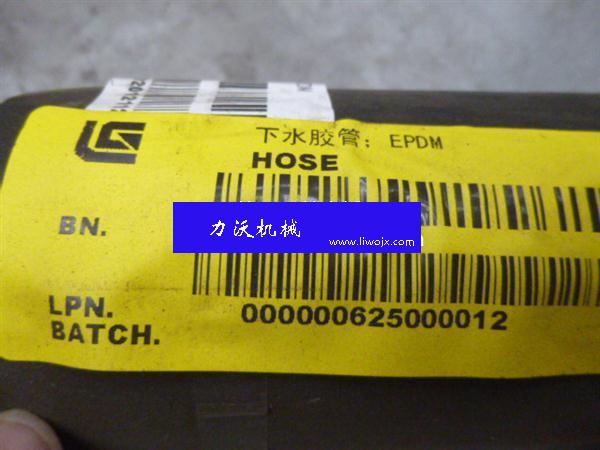 下水胶管; EPDM
HOSE
BN.
力沃机械
www.liwojx.com
LPN.
BATCH.
000000625000012